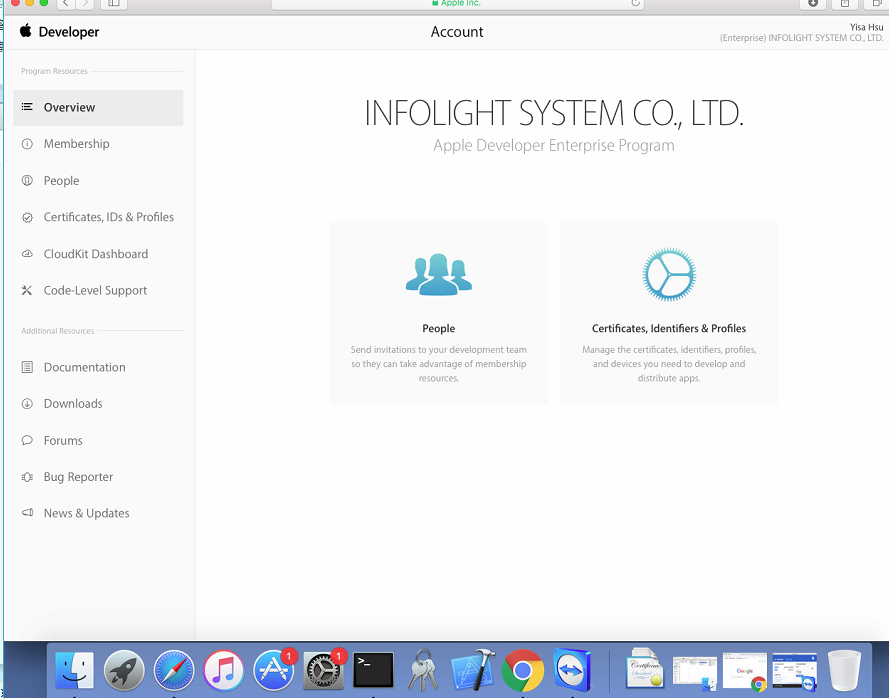 Apple Inc.
Developer
Account
Yisa Hsu
(Enterprise) INFOLIGHT SYSTEM CO., LTD.
Program Resources
Overview
Membership
People
Certificates, IDs & Profiles
CloudKit Dashboard
Code-Level Support
Additional Resources
Documentation
Downloads
Forums
Bug Reporter
News & Updates
INFOLIGHT SYSTEM CO., LTD.
Apple Developer Enterprise Program
People
Send invitations to your development team
so they can take advantage of membership
resources.
Certificates, Identifiers & Profiles
Manage the certificates, identifiers, profiles,
and devices you need to develop and
distribute apps.
1
1
>_
Certificate
Google